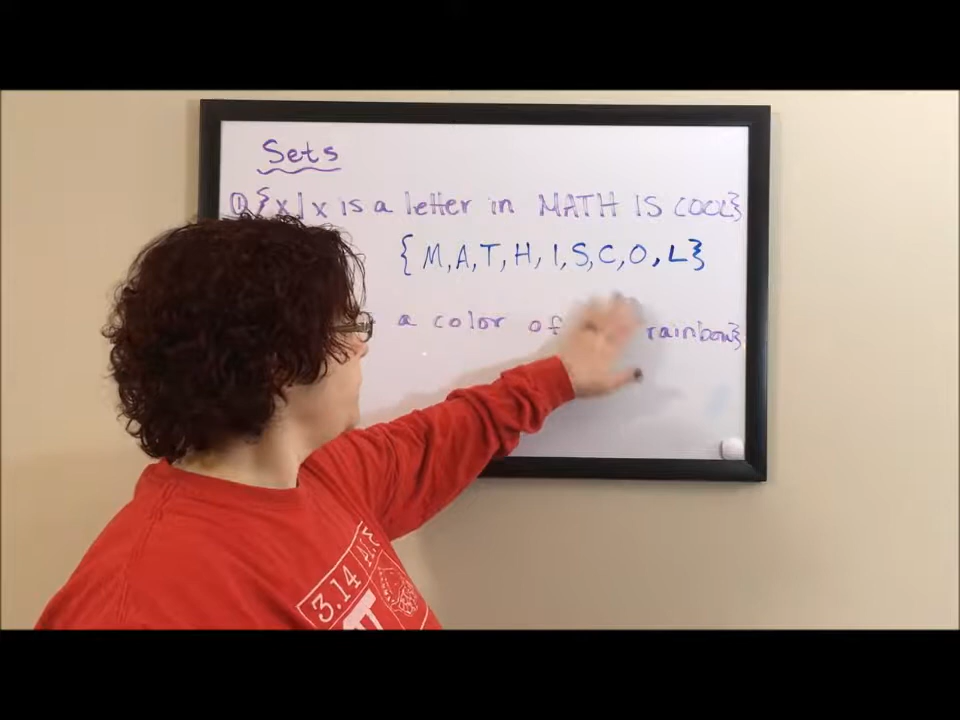 Sets
① {x|x is a letter in MATH IS COOL}
{M,A,T,H,I,S,C,O,L}
a color of rainbow}
3.14